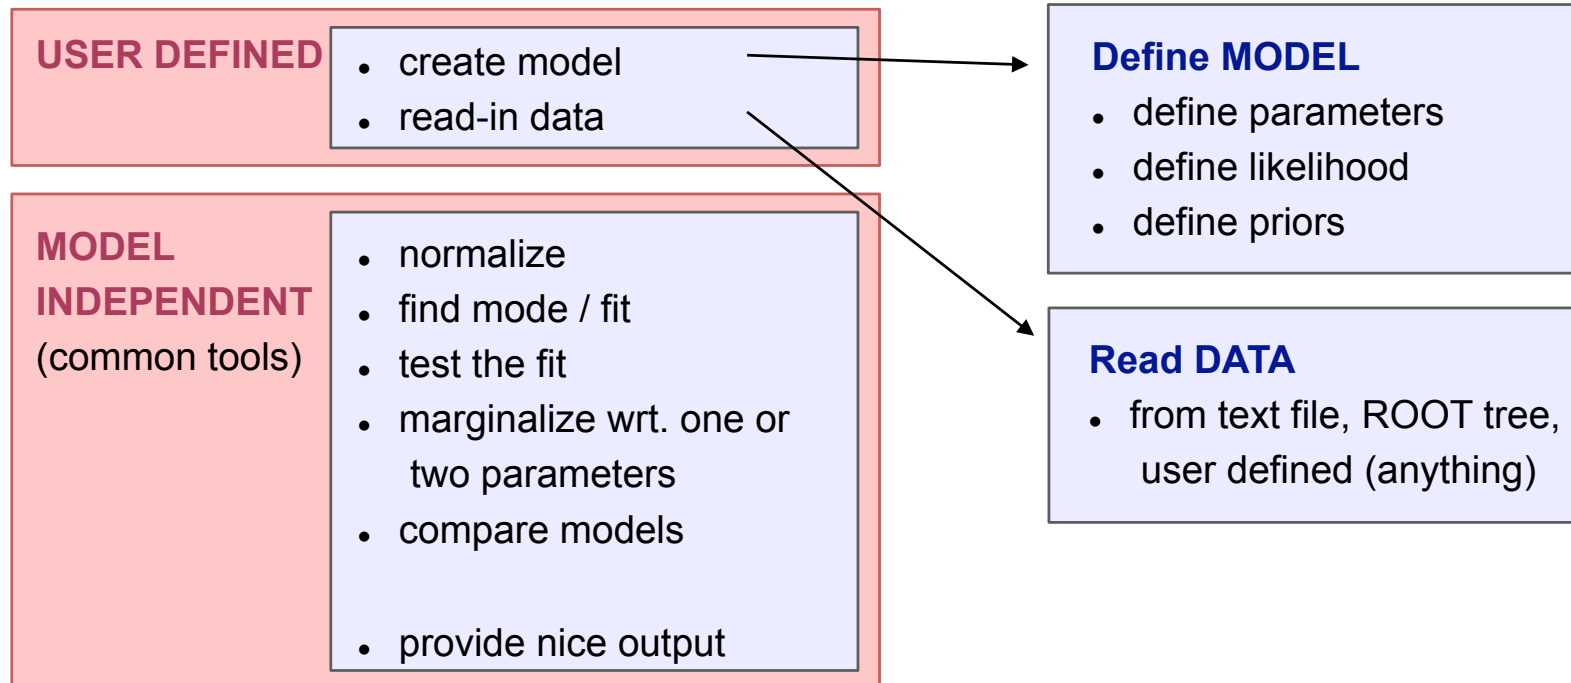 USER DEFINED
• create model
• read-in data
MODEL
INDEPENDENT
(common tools)
• normalize
• find mode / fit
• test the fit
• marginalize wrt. one or
two parameters
• compare models
• provide nice output
Define MODEL
• define parameters
• define likelihood
• define priors
Read DATA
• from text file, ROOT tree,
user defined (anything)